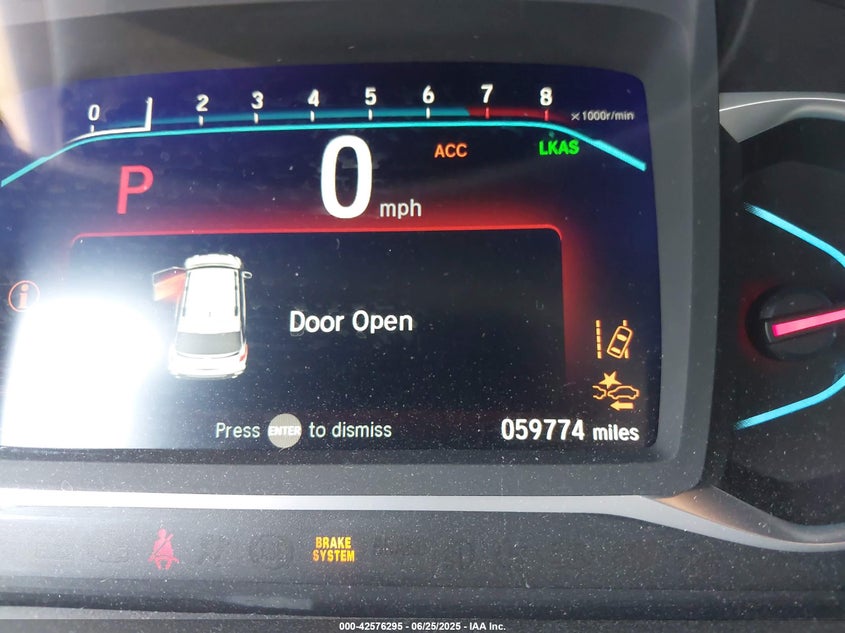 0 2 3 4 5 6 7 8 ×1000r/min
ACC LKAS
P 0 mph
i
Door Open
Press ENTER to dismiss 059774 miles
BRAKE
SYSTEM
000-42576295 - 06/25/2025 - IAA Inc.